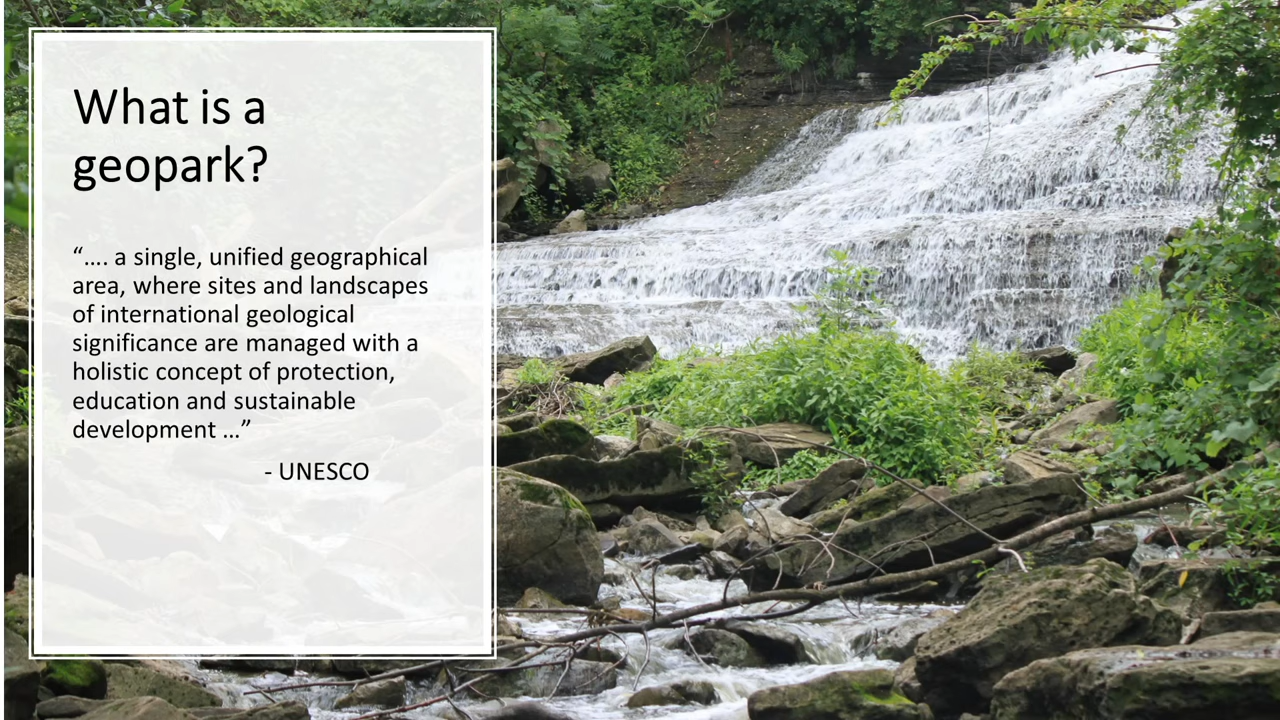 What is a
geopark?
“…. a single, unified geographical
area, where sites and landscapes
of international geological
significance are managed with a
holistic concept of protection,
education and sustainable
development …”
- UNESCO